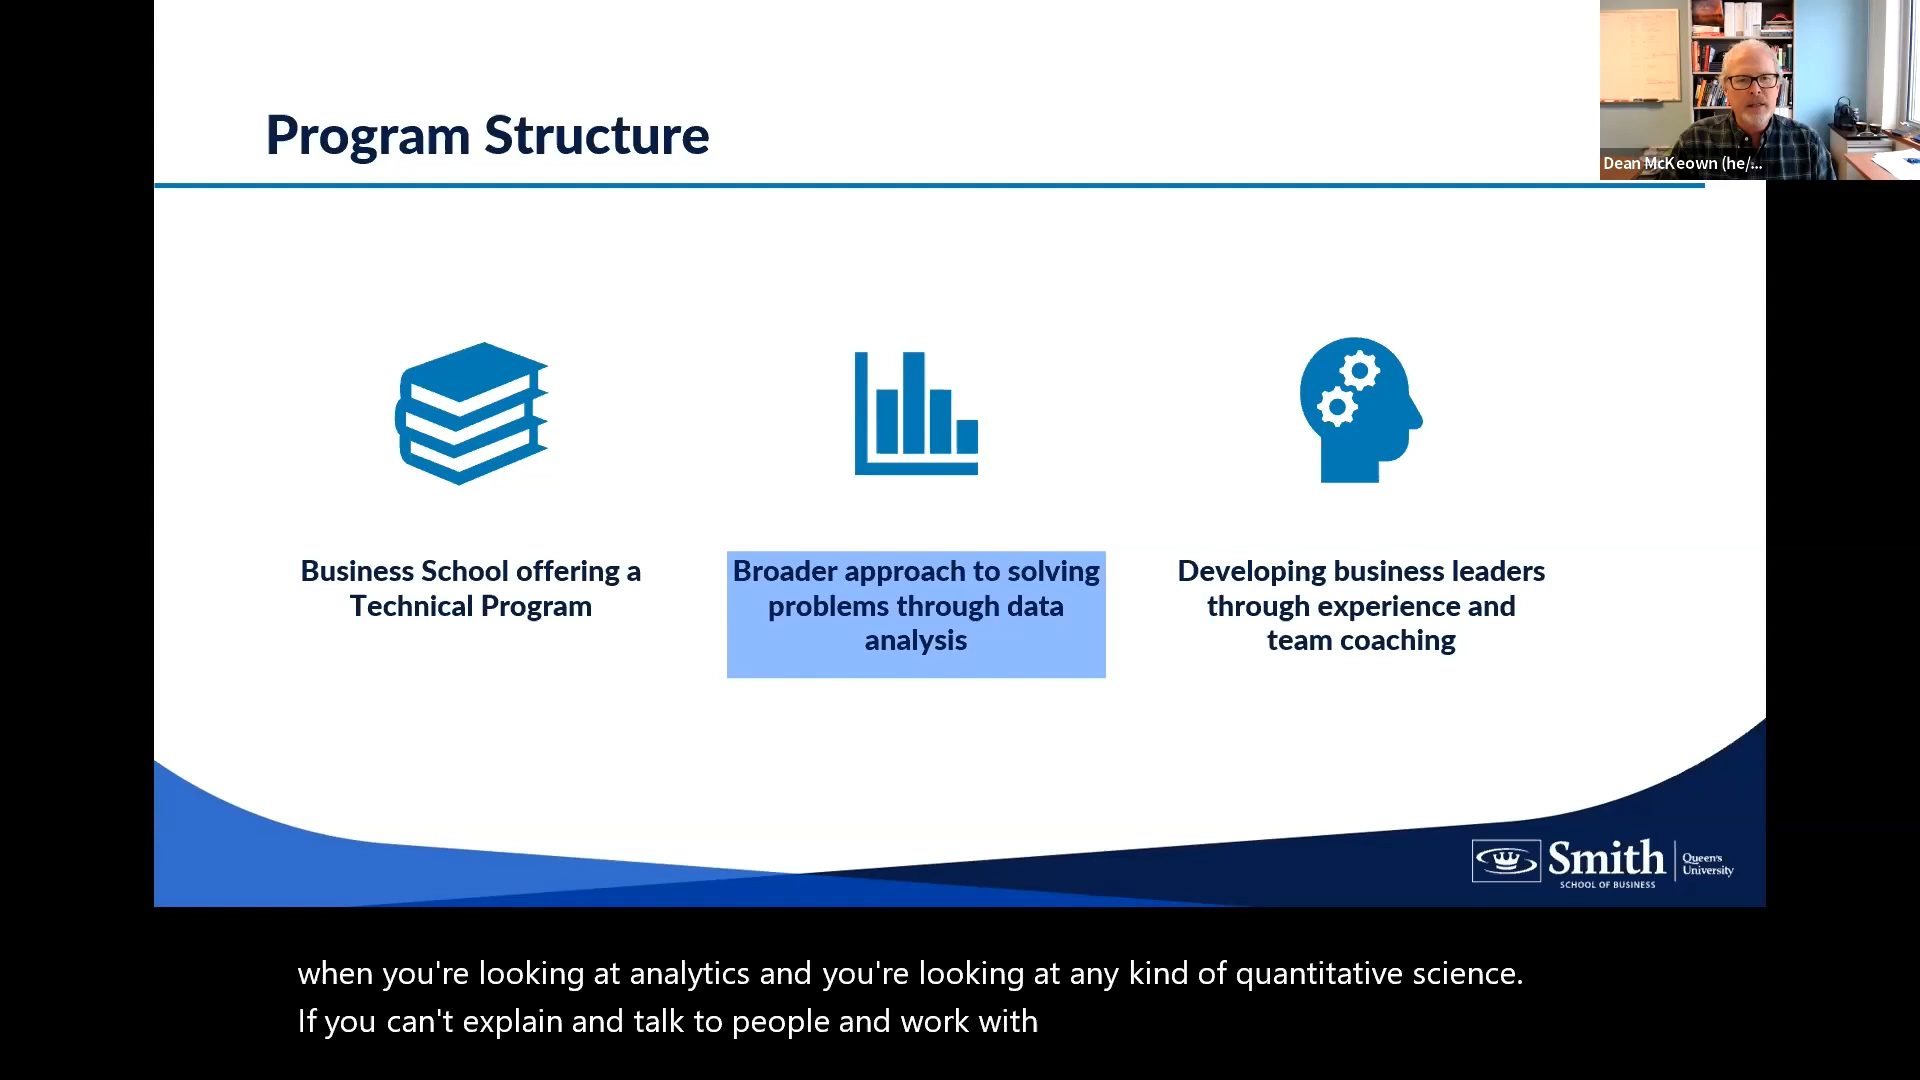 Program Structure
Dean McKeown (he/...
Business School offering a
Technical Program
Broader approach to solving
problems through data
analysis
Developing business leaders
through experience and
team coaching
Smith
SCHOOL OF BUSINESS
Queen's
University
when you're looking at analytics and you're looking at any kind of quantitative science.
If you can't explain and talk to people and work with